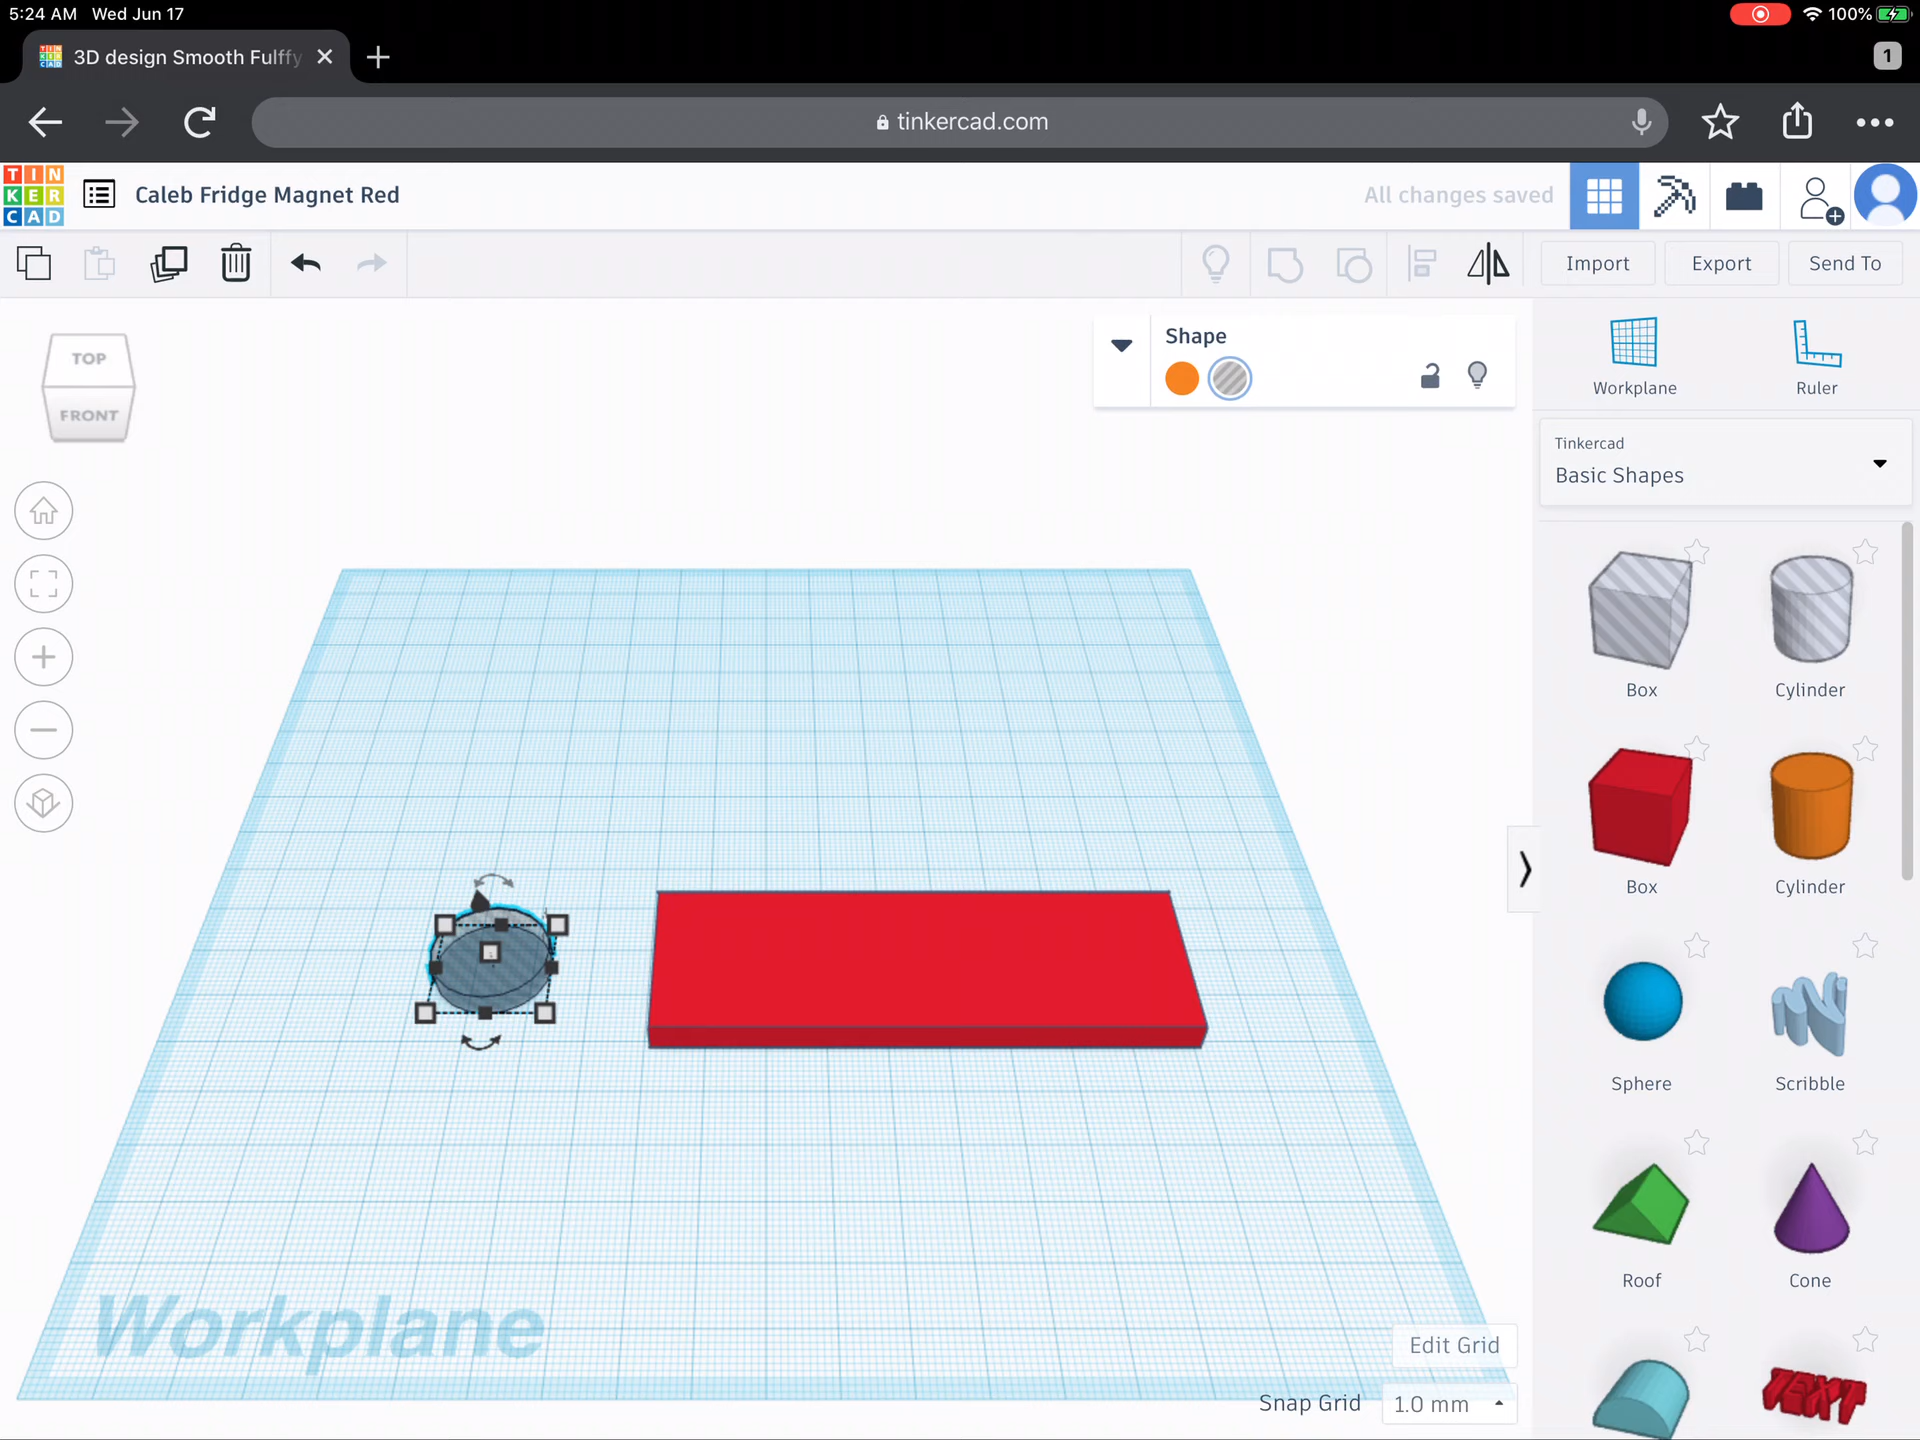 5:24 AM Wed Jun 17
100%
3D design Smooth Fulffy
1
tinkercad.com
TIN
KER
CAD
Caleb Fridge Magnet Red
All changes saved
Import
Export
Send To
TOP
FRONT
Shape
Workplane
Ruler
Tinkercad
Basic Shapes
Box
Cylinder
Box
Cylinder
Sphere
Scribble
Roof
Cone
TEXT
Workplane
Edit Grid
Snap Grid
1.0 mm